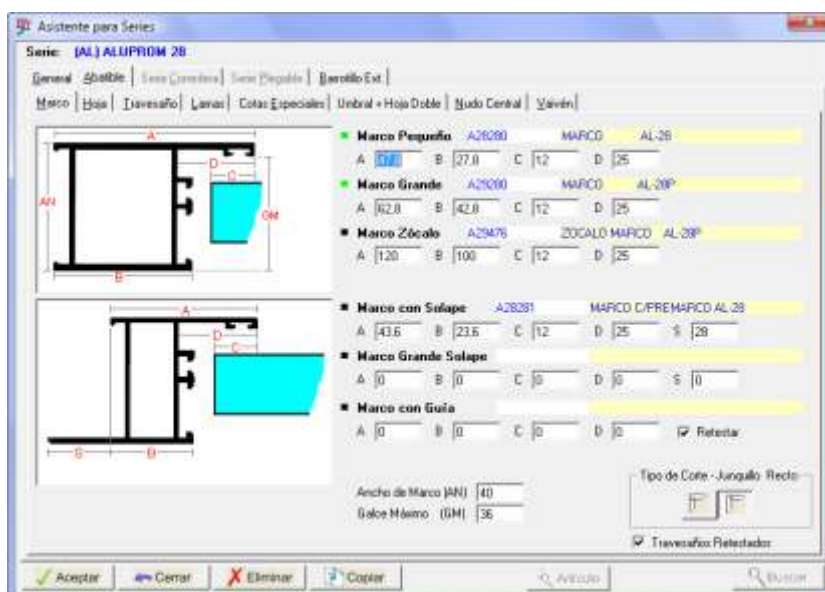 Asistente para Series
Serie: (AL) ALUPROM 28
General Abatible Serie Corredera Serie Plegable Barrotillo Ext.
Marco Hoja Travesaño Lamas Cotas Especiales Umbral + Hoja Doble Nudo Central Vaivén
A
D
C
AN
GM
B
Marco Pequeño A28280 MARCO AL-28
A 47.8 B 27.8 C 12 D 25
Marco Grande A29280 MARCO AL-28P
A 62.8 B 42.8 C 12 D 25
Marco Zócalo A29476 ZOCALO MARCO AL-28P
A 120 B 100 C 12 D 25
A
D
C
S
B
Marco con Solape A28281 MARCO C/PREMARCO AL-28
A 43.6 B 23.6 C 12 D 25 S 28
Marco Grande Solape
A 0 B 0 C 0 D 0 S 0
Marco con Guía
A 0 B 0 C 0 D 0 Retestar
Ancho de Marco (AN) 40
Galce Máximo (GM) 36
Tipo de Corte - Junquillo Recto
Travesaños Retestados
Aceptar Cerrar Eliminar Copiar Artículo Buscar